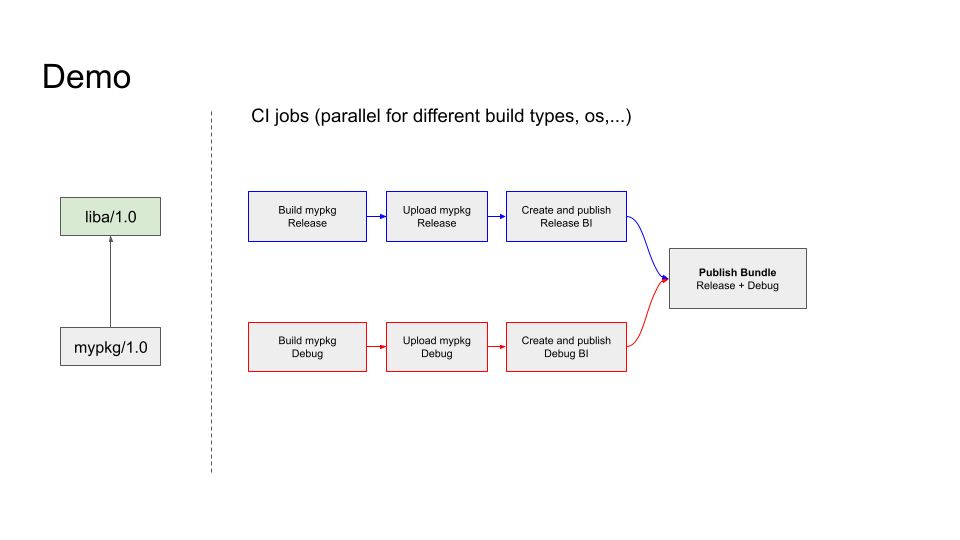 Demo
CI jobs (parallel for different build types, os,...)
liba/1.0
mypkg/1.0
Build mypkg
Release
Upload mypkg
Release
Create and publish
Release BI
Build mypkg
Debug
Upload mypkg
Debug
Create and publish
Debug BI
Publish Bundle
Release + Debug